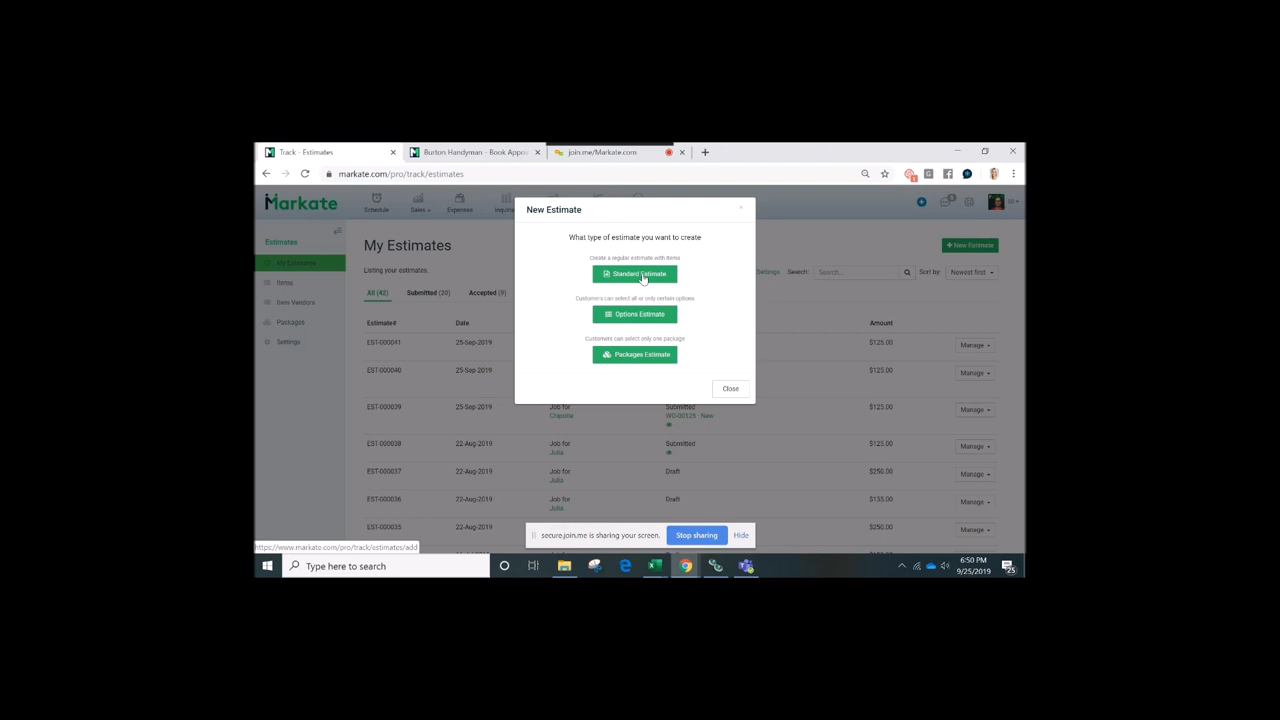 Track - Estimates
Burton Handyman - Book Appoi
join.me/Markate.com
markate.com/pro/track/estimates
Markate
Schedule
Sales
Expenses
Estimates
My Estimates
Items
Item Vendors
Packages
Settings
My Estimates
Listing your estimates.
All (42) Submitted (20) Accepted (9)
+ New Estimate
Settings Search: Search... Sort by: Newest first
Estimate# Date Amount
EST-000041 25-Sep-2019 $125.00 Manage
EST-000040 25-Sep-2019 $125.00 Manage
EST-000039 25-Sep-2019 Job for Submitted $125.00 Manage
Chipotle WO-00126 - New
EST-000038 22-Aug-2019 Job for Submitted $125.00 Manage
Julia
EST-000037 22-Aug-2019 Job for Draft $250.00 Manage
Julia
EST-000036 22-Aug-2019 Job for Draft $135.00 Manage
Julia
EST-000035 22-Aug-2019 $250.00 Manage
New Estimate
What type of estimate you want to create
Create a regular estimate with items
Standard Estimate
Customers can select all or only certain options
Options Estimate
Customers can select only one package
Packages Estimate
Close
secure.join.me is sharing your screen. Stop sharing Hide
https://www.markate.com/pro/track/estimates/add
Type here to search
6:50 PM
9/25/2019
25